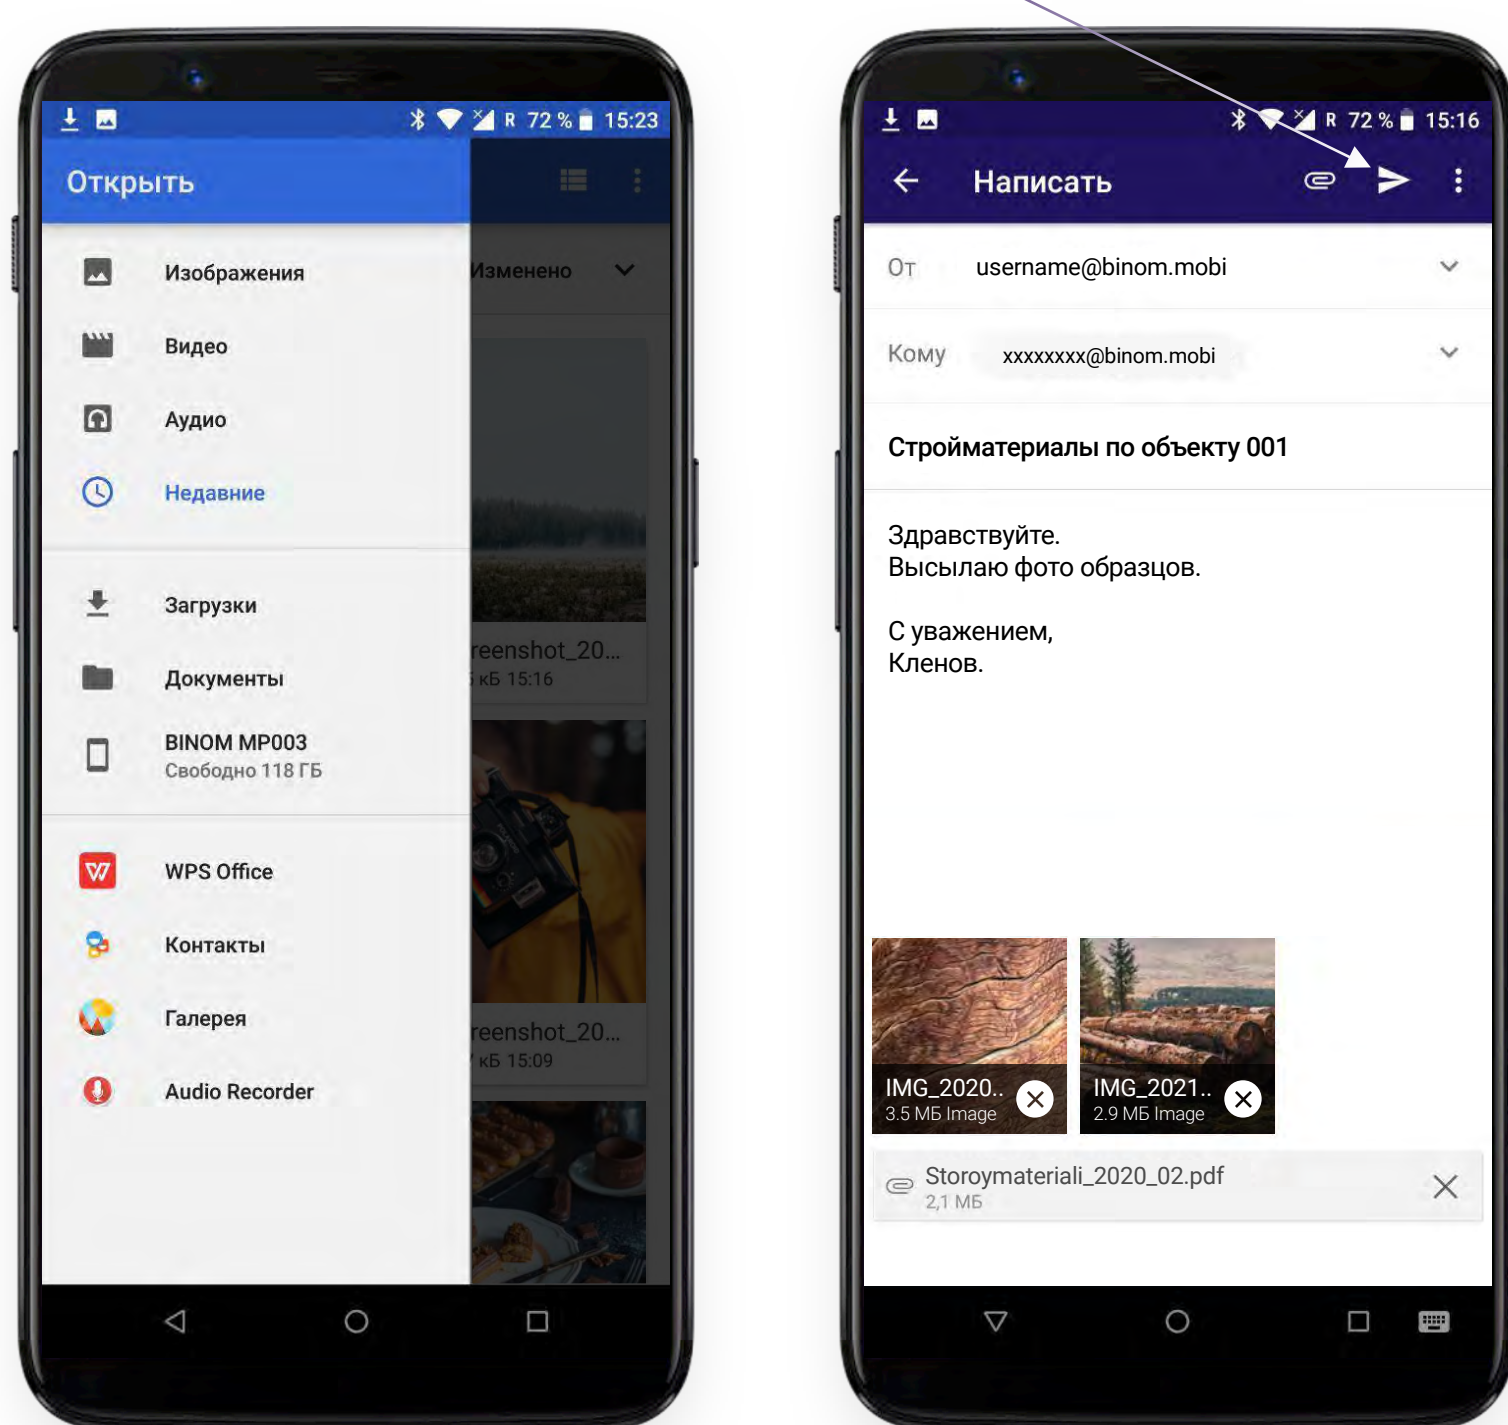 R 72 % 15:23
Открыть
Изображения
Изменено
Видео
Аудио
Недавние
Загрузки
reenshot_20...
кБ 15:16
Документы
BINOM MP003
Свободно 118 ГБ
WPS Office
Контакты
Галерея
reenshot_20...
кБ 15:09
Audio Recorder
R 72 % 15:16
Написать
От username@binom.mobi
Кому xxxxxxxx@binom.mobi
Стройматериалы по объекту 001
Здравствуйте.
Высылаю фото образцов.
С уважением,
Кленов.
IMG_2020..
3.5 МБ Image
IMG_2021..
2.9 МБ Image
Storoymateriali_2020_02.pdf
2,1 МБ